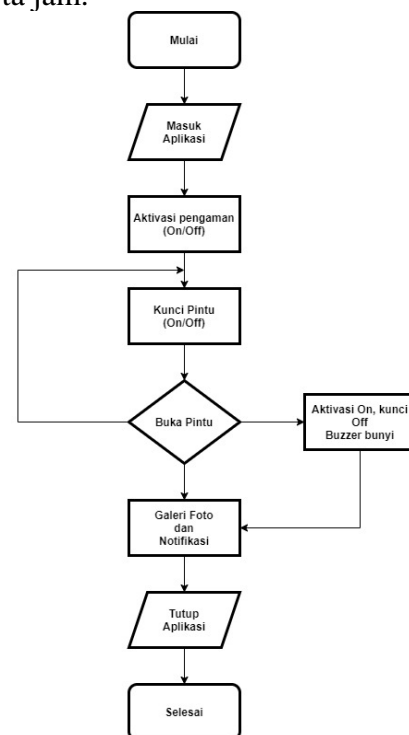 ta jam.
Mulai
Masuk
Aplikasi
Aktivasi pengaman
(On/Off)
Kunci Pintu
(On/Off)
Buka Pintu
Aktivasi On, kunci
Off
Buzzer bunyi
Galeri Foto
dan
Notifikasi
Tutup
Aplikasi
Selesai